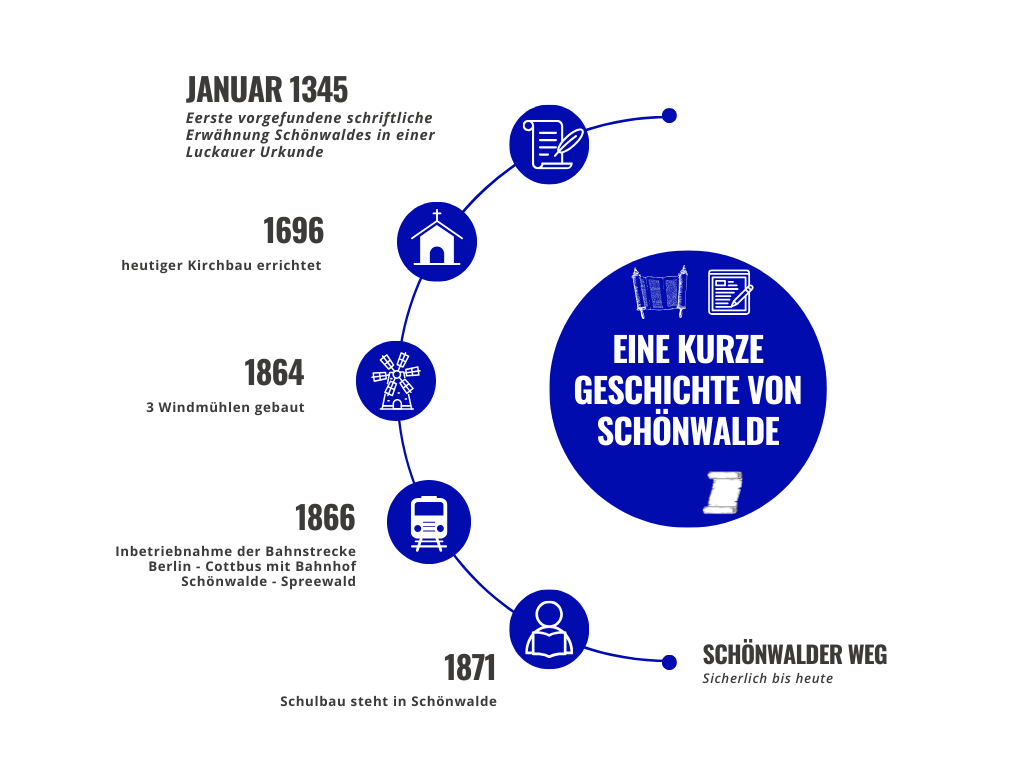 JANUAR 1345
Eerste vorgefundene schriftliche
Erwähnung Schönwaldes in einer
Luckauer Urkunde
1696
heutiger Kirchbau errichtet
1864
3 Windmühlen gebaut
1866
Inbetriebnahme der Bahnstrecke
Berlin - Cottbus mit Bahnhof
Schönwalde - Spreewald
1871
Schulbau steht in Schönwalde
EINE KURZE
GESCHICHTE VON
SCHÖNWALDE
SCHÖNWALDER WEG
Sicherlich bis heute